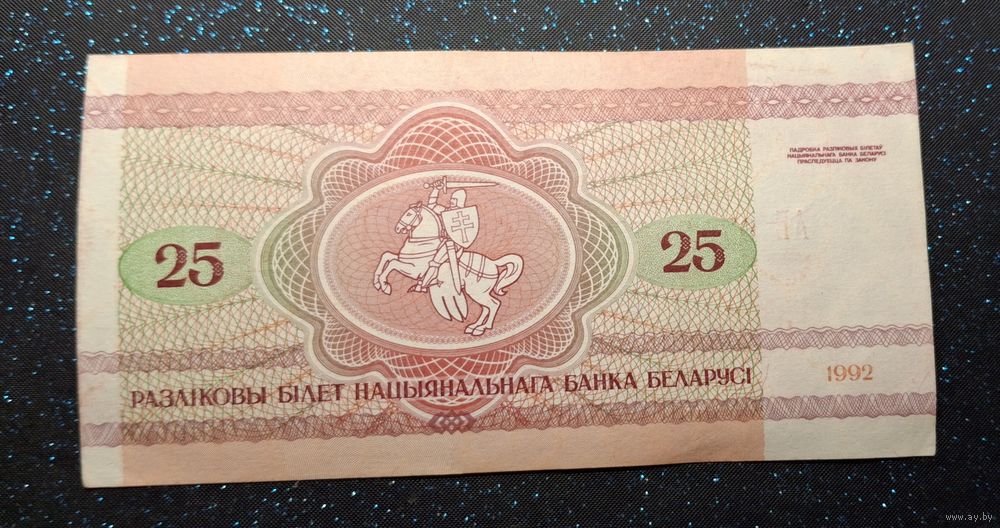 ПАДРОБКА РАЗЛІКОВЫХ БІЛЕТАЎ
НАЦЫЯНАЛЬНАГА БАНКА БЕЛАРУСІ
ПРАСЛЕДУЕЦЦА ПА ЗАКОНУ
25
25
РАЗЛІКОВЫ БІЛЕТ НАЦЫЯНАЛЬНАГА БАНКА БЕЛАРУСІ
1992
www.ay.by